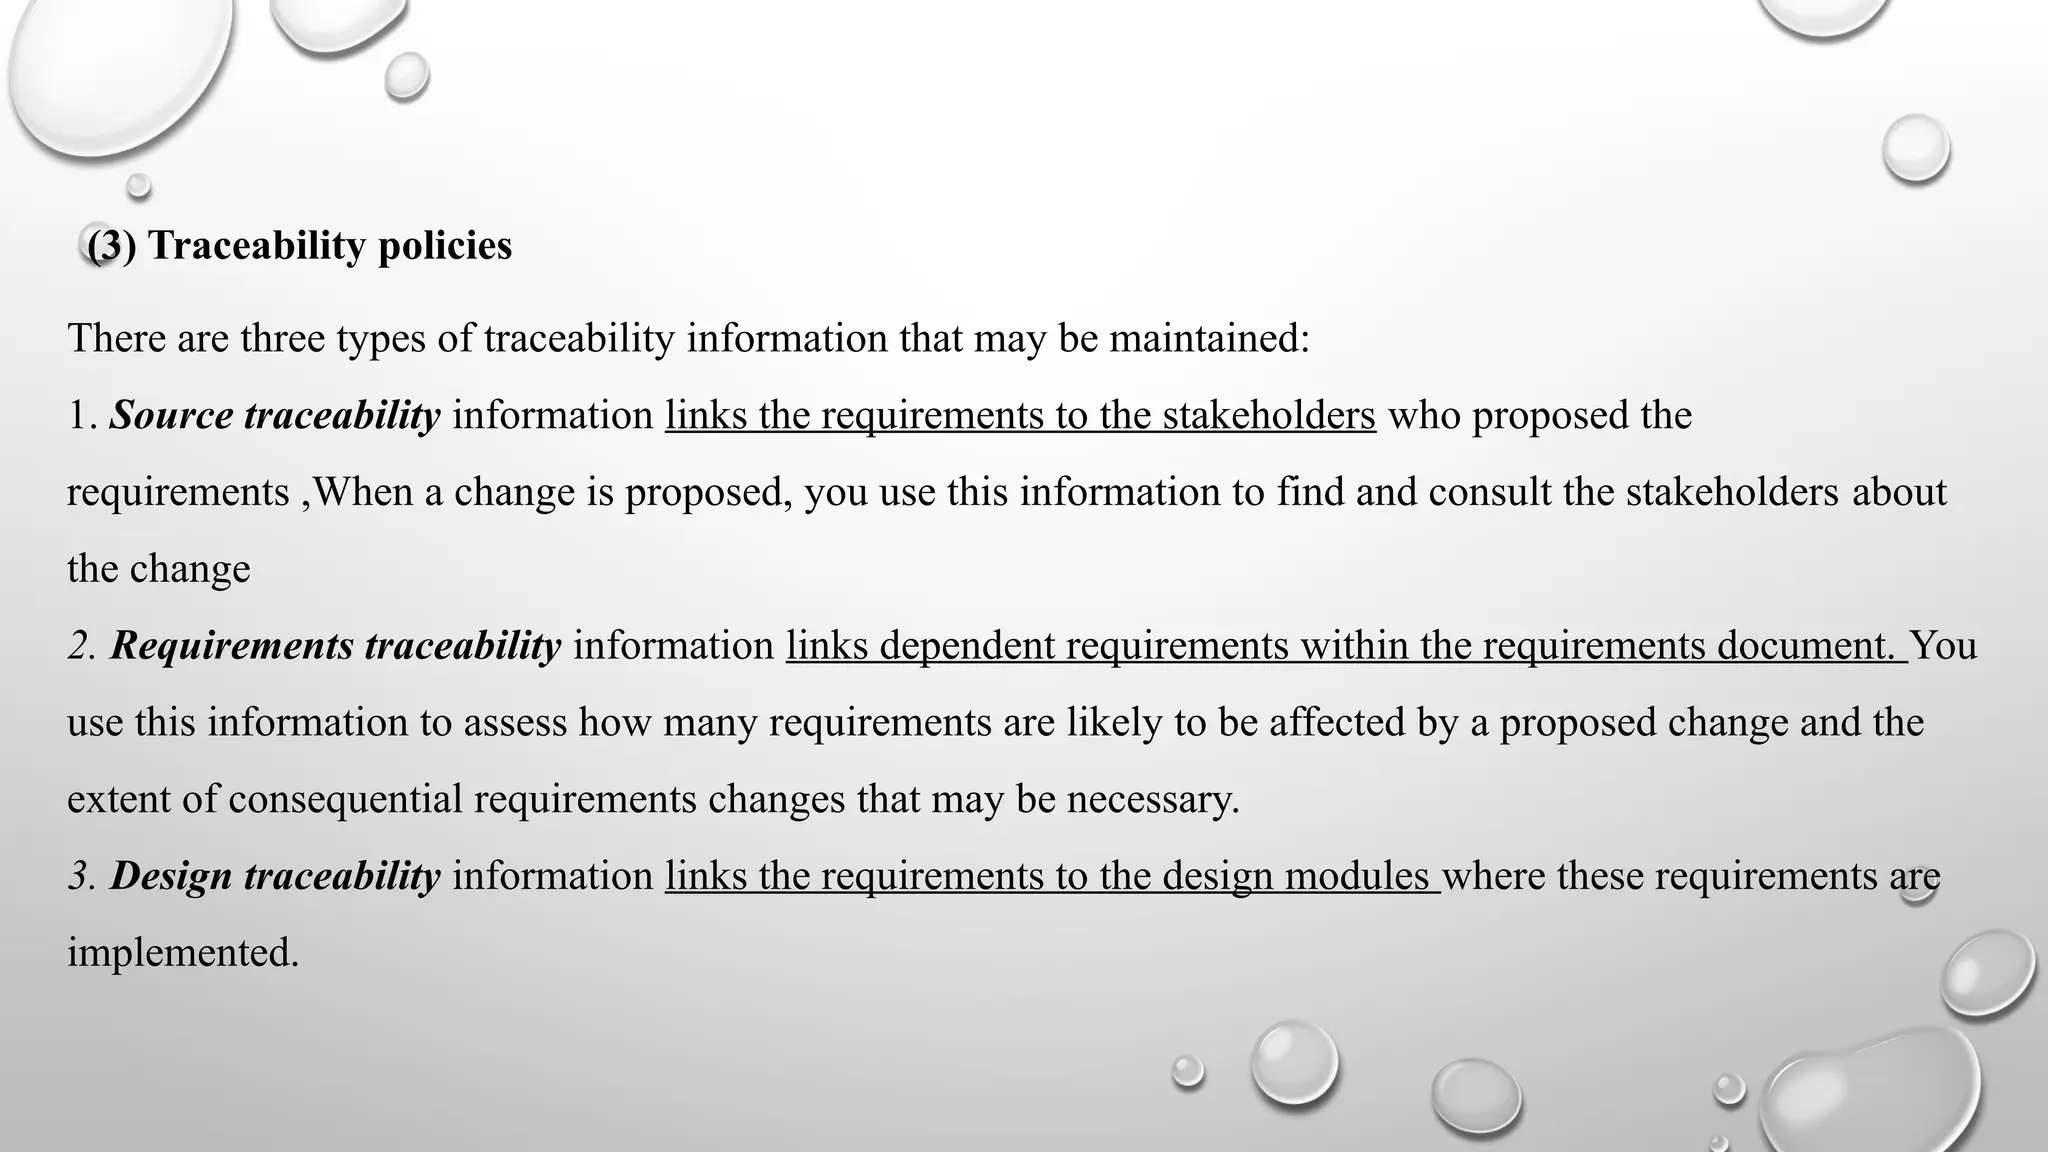 (3) Traceability policies
There are three types of traceability information that may be maintained:
1. Source traceability information links the requirements to the stakeholders who proposed the
requirements ,When a change is proposed, you use this information to find and consult the stakeholders about
the change
2. Requirements traceability information links dependent requirements within the requirements document. You
use this information to assess how many requirements are likely to be affected by a proposed change and the
extent of consequential requirements changes that may be necessary.
3. Design traceability information links the requirements to the design modules where these requirements are
implemented.